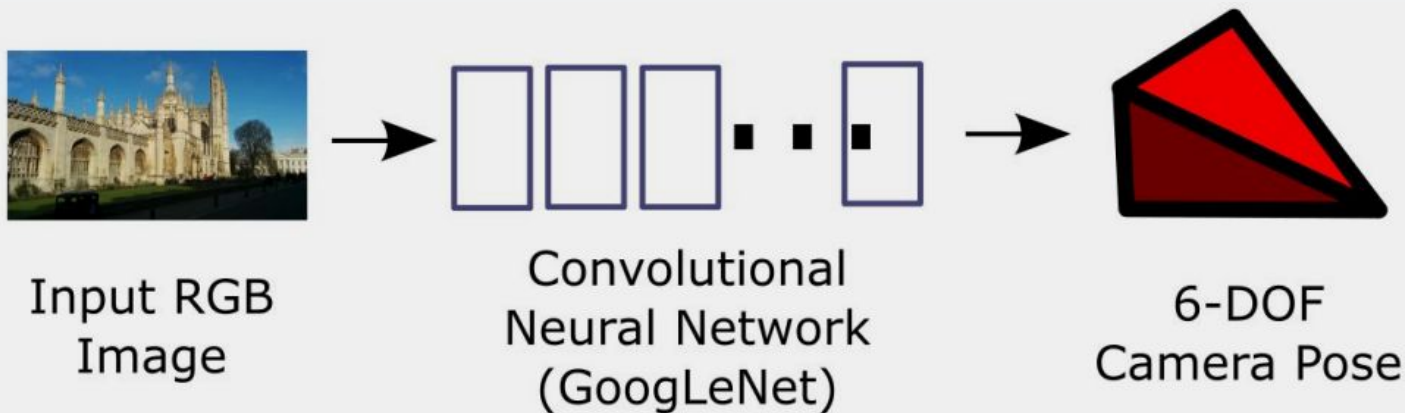 Input RGB
Image
Convolutional
Neural Network
(GoogLeNet)
6-DOF
Camera Pose